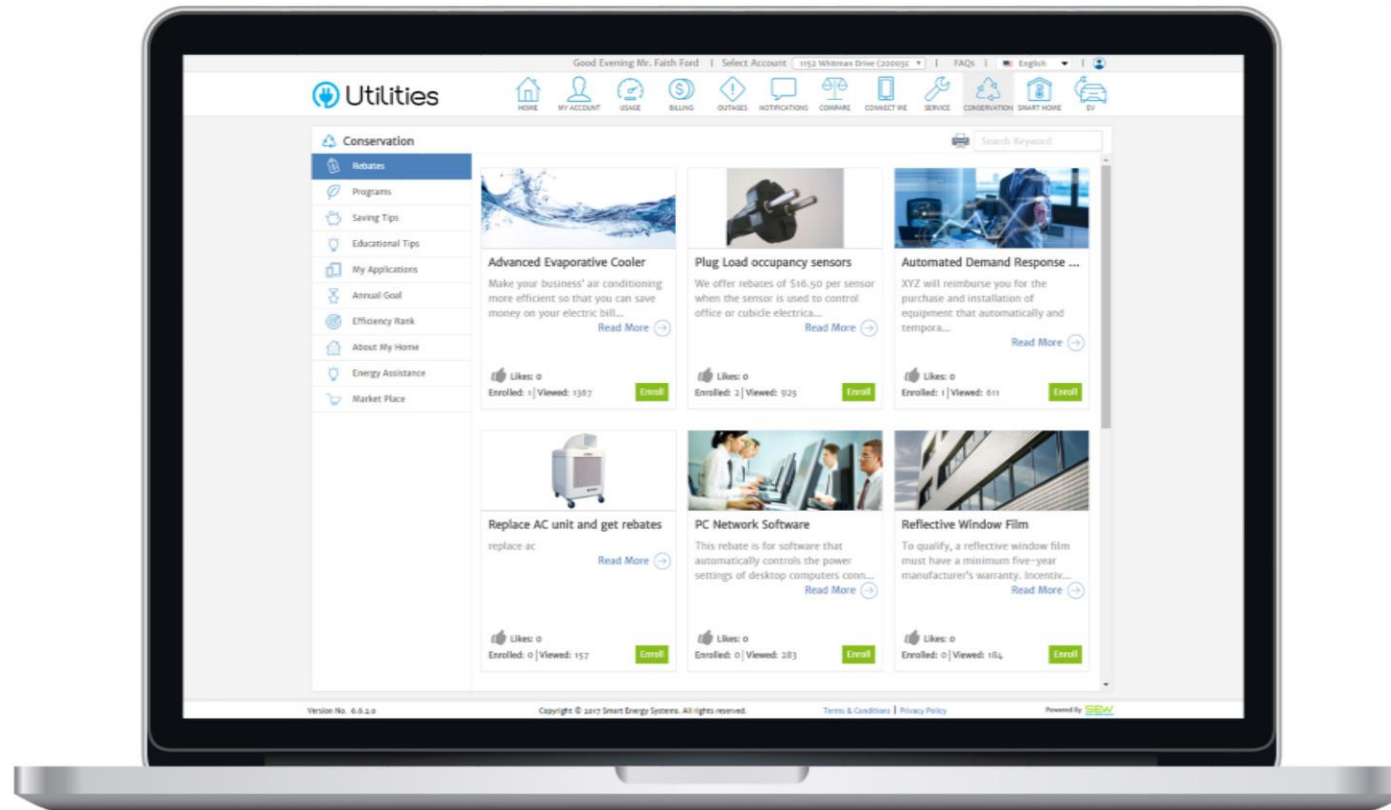 Good Evening Mr. Faith Ford | Select Account 1152 Whitman Drive (200030 | FAQs | English
Utilities
HOME MY ACCOUNT USAGE BILLING OUTAGES NOTIFICATIONS COMPARE CONNECT ME SERVICE CONSERVATION SMART HOME EV
Conservation
Search Keyword
Rebates
Programs
Saving Tips
Educational Tips
My Applications
Annual Goal
Efficiency Rank
About My Home
Energy Assistance
Market Place
Advanced Evaporative Cooler
Make your business' air conditioning
more efficient so that you can save
money on your electric bill...
Read More
Likes: 0
Enrolled: 1 | Viewed: 1367
Enroll
Plug Load occupancy sensors
We offer rebates of $16.50 per sensor
when the sensor is used to control
office or cubicle electrica...
Read More
Likes: 0
Enrolled: 2 | Viewed: 925
Enroll
Automated Demand Response ...
XYZ will reimburse you for the
purchase and installation of
equipment that automatically and
tempora...
Read More
Likes: 0
Enrolled: 1 | Viewed: 611
Enroll
Replace AC unit and get rebates
replace ac
Read More
Likes: 0
Enrolled: 0 | Viewed: 157
Enroll
PC Network Software
This rebate is for software that
automatically controls the power
settings of desktop computers conn...
Read More
Likes: 0
Enrolled: 0 | Viewed: 283
Enroll
Reflective Window Film
To qualify, a reflective window film
must have a minimum five-year
manufacturer's warranty. Incentiv...
Read More
Likes: 0
Enrolled: 0 | Viewed: 184
Enroll
Version No. 6.6.2.0
Copyright © 2017 Smart Energy Systems. All rights reserved.
Terms & Conditions | Privacy Policy
Powered By SEW